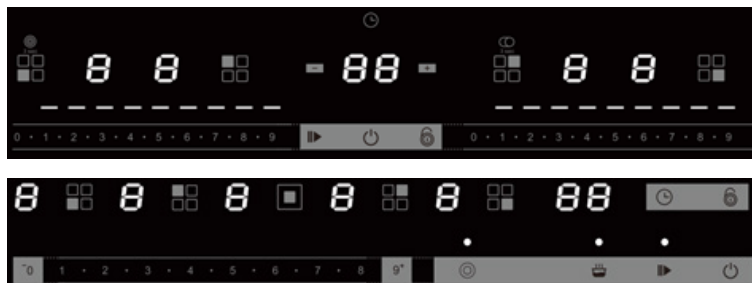 8 8 - 88 + 8 8
0 • 1 • 2 • 3 • 4 • 5 • 6 • 7 • 8 • 9 0 • 1 • 2 • 3 • 4 • 5 • 6 • 7 • 8 • 9
8 8 8 8 8 88
-0 1 • 2 • 3 • 4 • 5 • 6 • 7 • 8 9+